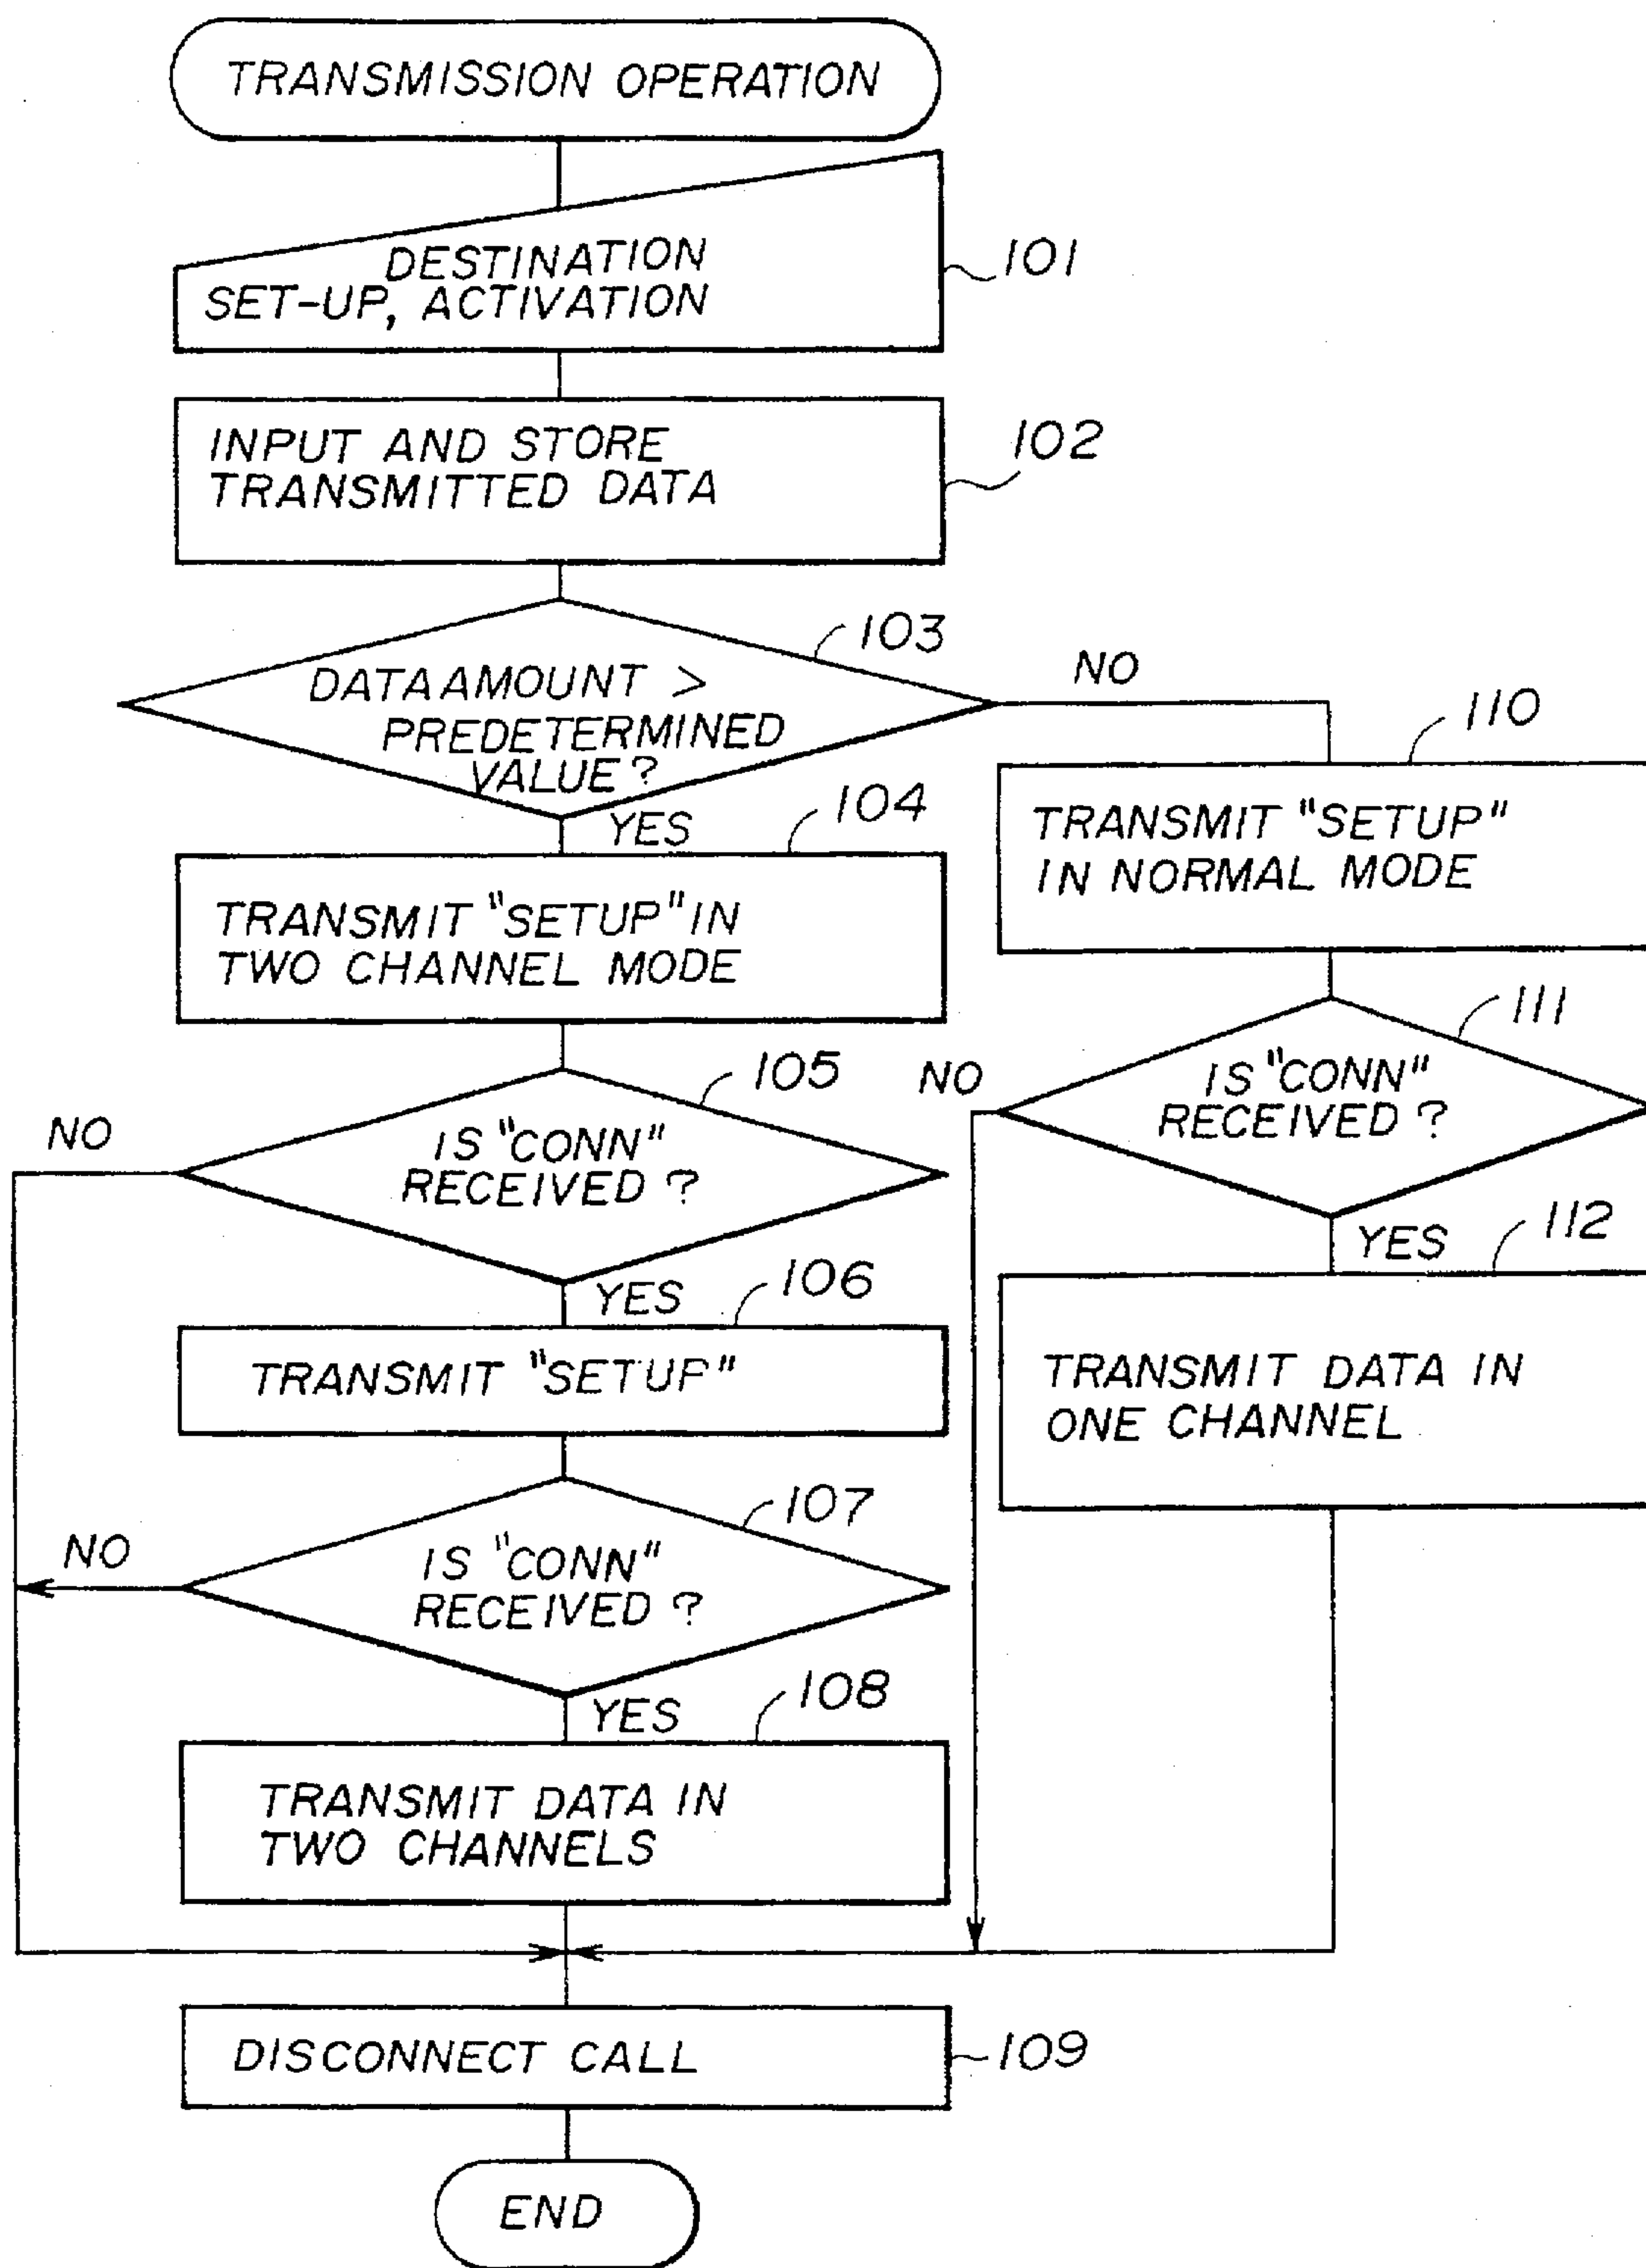 TRANSMISSION OPERATION
DESTINATION
SET-UP, ACTIVATION
101
INPUT AND STORE
TRANSMITTED DATA
102
103
DATA AMOUNT >
PREDETERMINED
VALUE?
NO
YES
104
TRANSMIT "SETUP" IN
TWO CHANNEL MODE
110
TRANSMIT "SETUP"
IN NORMAL MODE
105
NO
IS "CONN"
RECEIVED?
YES
111
NO
IS "CONN"
RECEIVED?
YES
106
TRANSMIT "SETUP"
112
TRANSMIT DATA IN
ONE CHANNEL
107
NO
IS "CONN"
RECEIVED?
YES
108
TRANSMIT DATA IN
TWO CHANNELS
DISCONNECT CALL
109
END